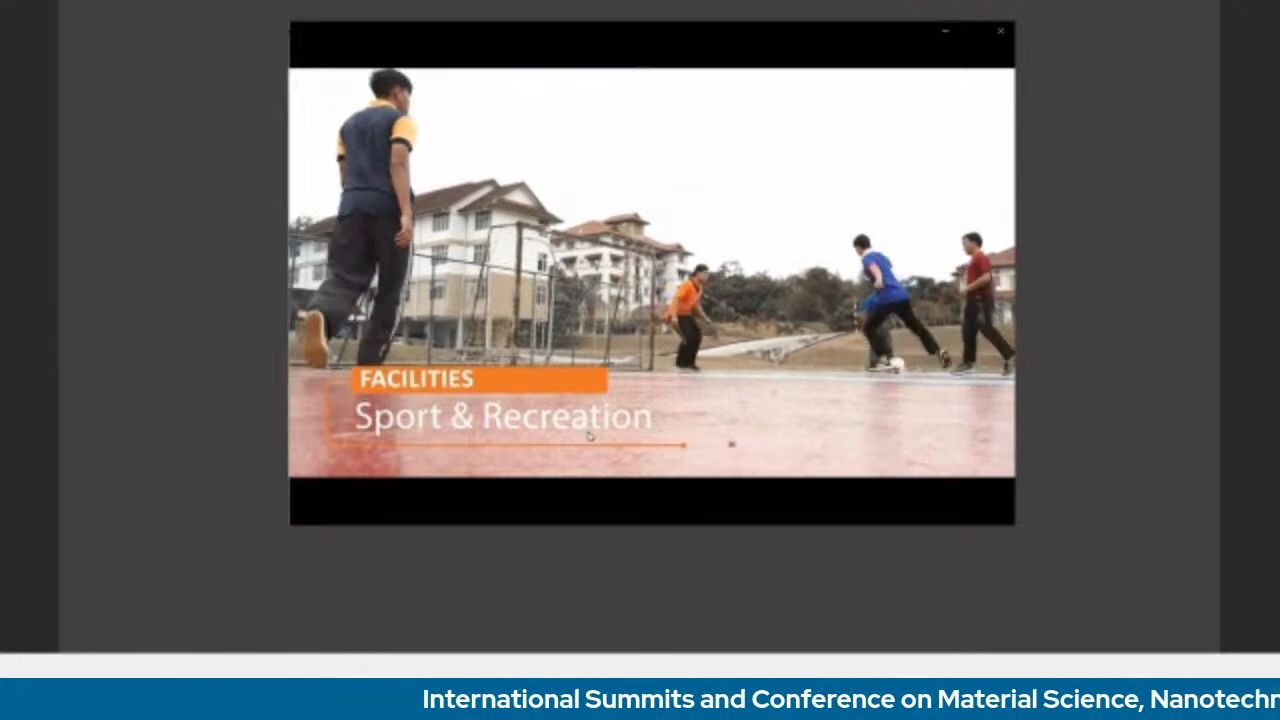 FACILITIES
Sport & Recreation
International Summits and Conference on Material Science, Nanotechn